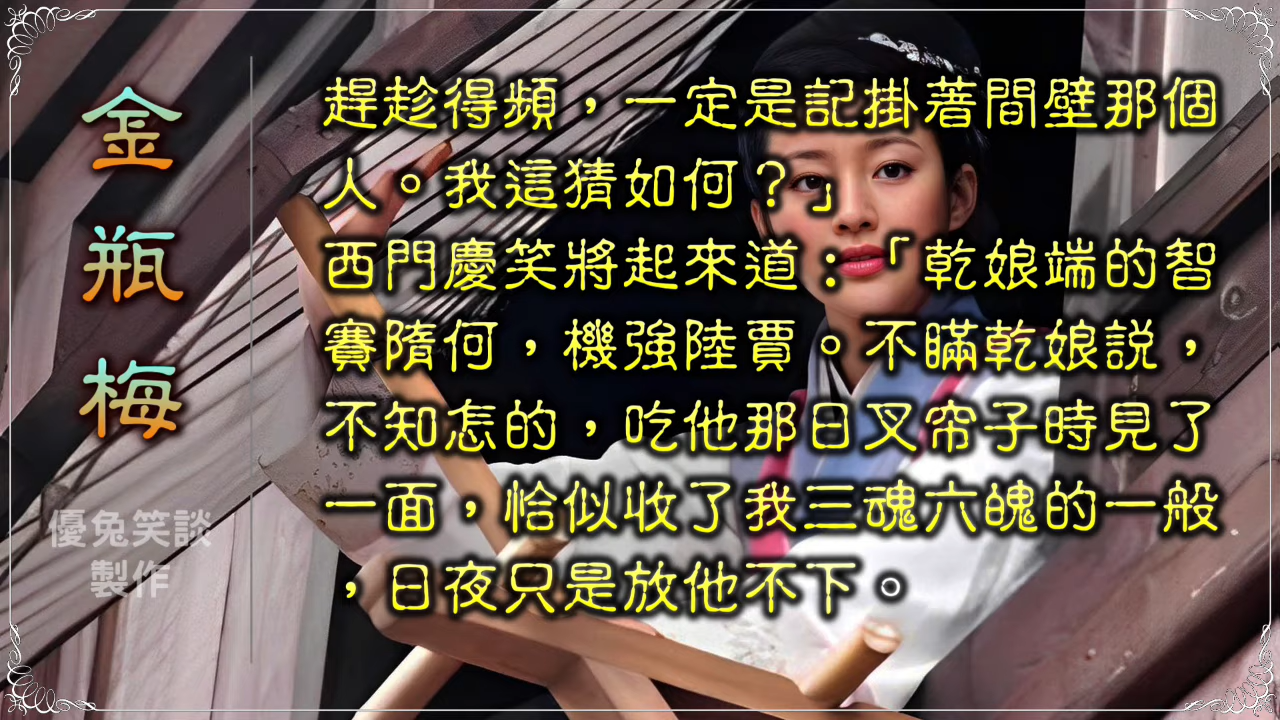 金瓶梅
優兔笑談
製作
趕趁得頻，一定是記掛著間壁那個
人。我這猜如何？」
西門慶笑將起來道：「乾娘端的智
賽隋何，機強陸賈。不瞞乾娘説，
不知怎的，吃他那日叉帘子時見了
一面，恰似收了我三魂六魄的一般
，日夜只是放他不下。